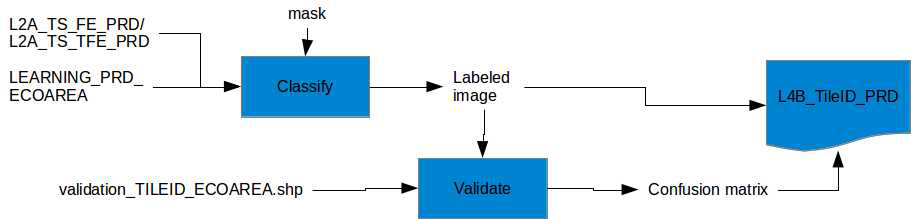 mask
L2A_TS_FE_PRD/
L2A_TS_TFE_PRD
LEARNING_PRD_
ECOAREA
Classify
Labeled
image
L4B_TileID_PRD
validation_TILEID_ECOAREA.shp
Validate
Confusion matrix